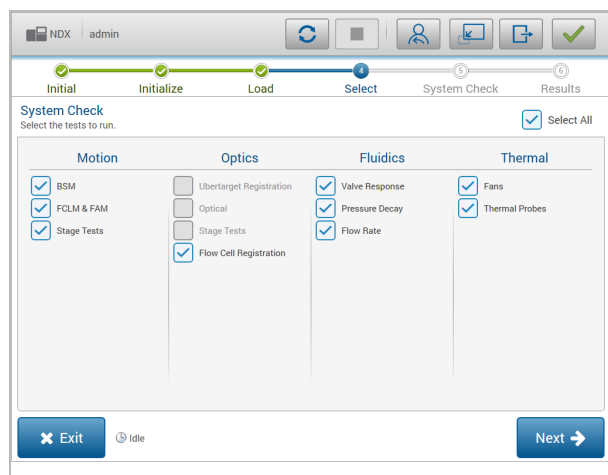 NDX admin
4 5 6
Initial Initialize Load Select System Check Results
System Check
Select the tests to run.
Select All
Motion Optics Fluidics Thermal
BSM Ubertarget Registration Valve Response Fans
FCLM & FAM Optical Pressure Decay Thermal Probes
Stage Tests Stage Tests Flow Rate
Flow Cell Registration
Exit Idle Next